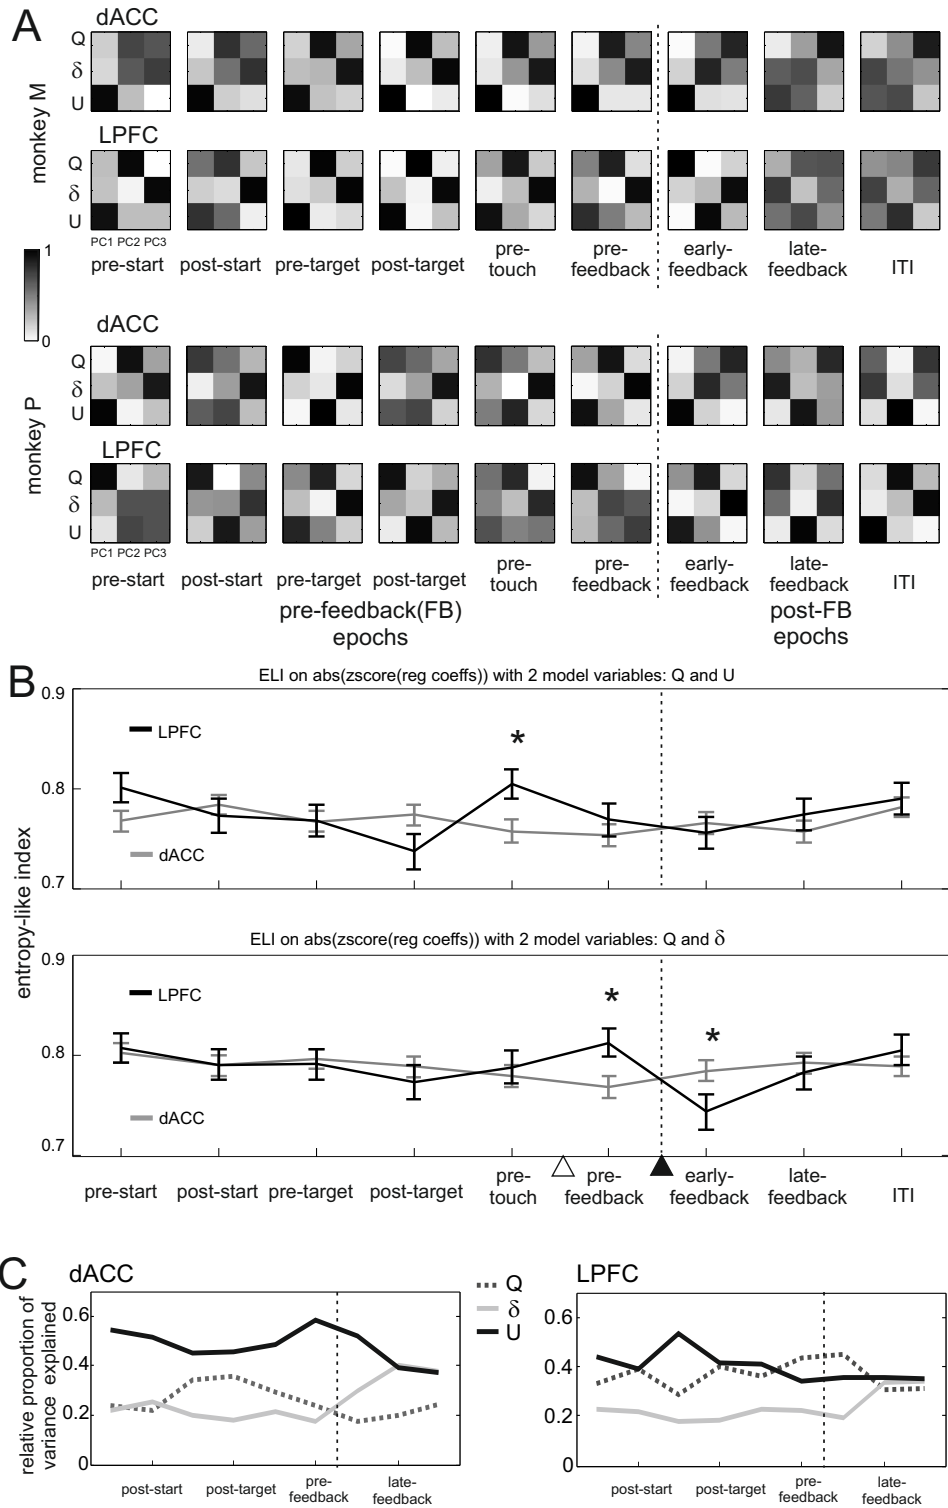 A
dACC
monkey M
Q
δ
U
LPFC
Q
δ
U
PC1 PC2 PC3
pre-start post-start pre-target post-target pre-touch pre-feedback early-feedback late-feedback ITI
1
0
monkey P
dACC
Q
δ
U
LPFC
Q
δ
U
PC1 PC2 PC3
pre-start post-start pre-target post-target pre-touch pre-feedback early-feedback late-feedback ITI
pre-feedback(FB) epochs
post-FB epochs
B
ELI on abs(zscore(reg coeffs)) with 2 model variables: Q and U
0.9
LPFC
*
0.8
dACC
0.7
entropy-like index
ELI on abs(zscore(reg coeffs)) with 2 model variables: Q and δ
0.9
LPFC
* *
0.8
dACC
0.7
pre-start post-start pre-target post-target pre-touch pre-feedback early-feedback late-feedback ITI
C
dACC
Q
δ
U
LPFC
relative proportion of variance explained
0.6
0.4
0.2
0
post-start post-target pre-feedback late-feedback
0.6
0.4
0.2
0
post-start post-target pre-feedback late-feedback